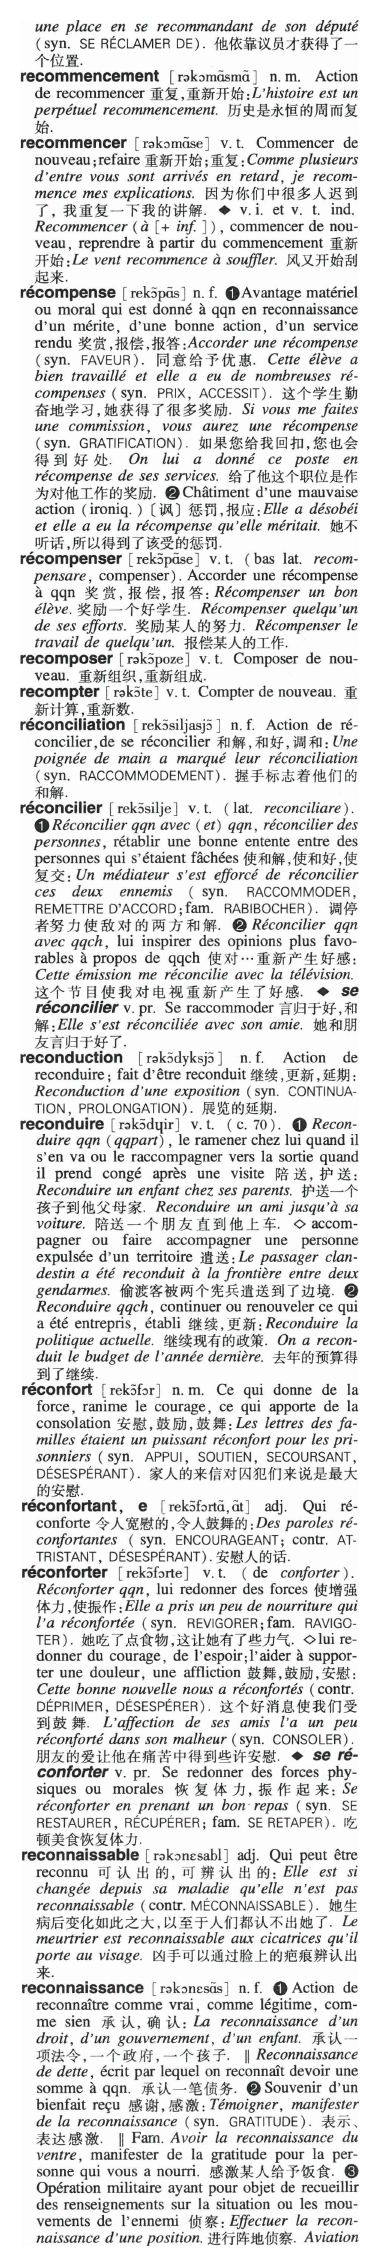 une place en se recommandant de son député
(syn. SE RÉCLAMER DE). 他依靠议员才获得了一
个位置.
recommencement [rəkɔmɑ̃smɑ̃] n. m. Action
de recommencer 重复,重新开始:L'histoire est un
perpétuel recommencement. 历史是永恒的周而复
始.
recommencer [rəkɔmɑ̃se] v. t. Commencer de
nouveau;refaire 重新开始;重复:Comme plusieurs
d'entre vous sont arrivés en retard, je recom-
mence mes explications. 因为你们中很多人迟到
了, 我重复一下我的讲解. ◆ v. i. et v. t. ind.
Recommencer (à [+ inf.]), commencer de nou-
veau, reprendre à partir du commencement 重新
开始:Le vent recommence à souffler. 风又开始刮
起来.
récompense [rekɔ̃pɑ̃s] n. f. ❶Avantage matériel
ou moral qui est donné à qqn en reconnaissance
d'un mérite, d'une bonne action, d'un service
rendu 奖赏,报偿,报答:Accorder une récompense
(syn. FAVEUR). 同意给予优惠. Cette élève a
bien travaillé et elle a eu de nombreuses ré-
compenses (syn. PRIX, ACCESSIT). 这个学生勤
奋地学习,她获得了很多奖励. Si vous me faites
une commission, vous aurez une récompense
(syn. GRATIFICATION). 如果您给我回扣,您也会
得到好处. On lui a donné ce poste en
récompense de ses services. 给了他这个职位是作
为对他工作的奖励. ❷Châtiment d'une mauvaise
action (ironiq.) 〔讽〕惩罚,报应:Elle a désobéi
et elle a eu la récompense qu'elle méritait. 她不
听话,所以得到了该受的惩罚.
récompenser [rekɔ̃pɑ̃se] v. t. (bas lat. recom-
pensare, compenser). Accorder une récompense
à qqn 奖赏, 报偿, 报答: Récompenser un bon
élève. 奖励一个好学生. Récompenser quelqu'un
de ses efforts. 奖励某人的努力. Récompenser le
travail de quelqu'un. 报偿某人的工作.
recomposer [rəkɔ̃poze] v. t. Composer de nou-
veau. 重新组织,重新组成.
recompter [rəkɔ̃te] v. t. Compter de nouveau. 重
新计算,重新数.
réconciliation [rekɔ̃siljasjɔ̃] n. f. Action de ré-
concilier,de se réconcilier 和解,和好,调和:Une
poignée de main a marqué leur réconciliation
(syn. RACCOMMODEMENT). 握手标志着他们的
和解.
réconcilier [rekɔ̃silje] v. t. (lat. reconciliare).
❶Réconcilier qqn avec (et) qqn, réconcilier des
personnes, rétablir une bonne entente entre des
personnes qui s'étaient fâchées 使和解,使和好,使
复交: Un médiateur s'est efforcé de réconcilier
ces deux ennemis (syn. RACCOMMODER,
REMETTRE D'ACCORD;fam. RABIBOCHER). 调停
者努力使敌对的两方和解. ❷ Réconcilier qqn
avec qqch, lui inspirer des opinions plus favo-
rables à propos de qqch 使对…重新产生好感:
Cette émission me réconcilie avec la télévision.
这个节目使我对电视重新产生了好感. ◆ se
réconcilier v. pr. Se raccommoder 言归于好,和
解:Elle s'est réconciliée avec son amie. 她和朋
友言归于好了.
reconduction [rəkɔ̃dyksjɔ̃] n. f. Action de
reconduire; fait d'être reconduit 继续,更新,延期:
Reconduction d'une exposition (syn. CONTINUA-
TION, PROLONGATION). 展览的延期.
reconduire [rəkɔ̃dɥir] v. t. (c. 70). ❶ Recon-
duire qqn (qqpart), le ramener chez lui quand il
s'en va ou le raccompagner vers la sortie quand
il prend congé après une visite 陪送, 护送:
Reconduire un enfant chez ses parents. 护送一个
孩子到他父母家. Reconduire un ami jusqu'à sa
voiture. 陪送一个朋友直到他上车. ◇ accom-
pagner ou faire accompagner une personne
expulsée d'un territoire 遣送:Le passager clan-
destin a été reconduit à la frontière entre deux
gendarmes. 偷渡客被两个宪兵遣送到了边境. ❷
Reconduire qqch, continuer ou renouveler ce qui
a été entrepris, établi 继续,更新:Reconduire la
politique actuelle. 继续现有的政策. On a recon-
duit le budget de l'année dernière. 去年的预算得
到了继续.
réconfort [rekɔ̃fɔr] n. m. Ce qui donne de la
force, ranime le courage, ce qui apporte de la
consolation 安慰,鼓励,鼓舞:Les lettres des fa-
milles étaient un puissant réconfort pour les pri-
sonniers (syn. APPUI, SOUTIEN, SECOURSANT,
DÉSESPÉRANT). 家人的来信对囚犯们来说是最大
的安慰.
réconfortant, e [rekɔ̃fɔrtɑ̃,ɑ̃t] adj. Qui ré-
conforte 令人宽慰的,令人鼓舞的:Des paroles ré-
confortantes (syn. ENCOURAGEANT; contr. AT-
TRISTANT, DÉSESPÉRANT).安慰人的话.
réconforter [rekɔ̃fɔrte] v. t. (de conforter).
Réconforter qqn, lui redonner des forces 使增强
体力,使振作:Elle a pris un peu de nourriture qui
l'a réconfortée (syn. REVIGORER;fam. RAVIGO-
TER). 她吃了点食物,这让她有了些力气. ◇lui re-
donner du courage, de l'espoir;l'aider à suppor-
ter une douleur, une affliction 鼓舞,鼓励,安慰:
Cette bonne nouvelle nous a réconfortés (contr.
DÉPRIMER, DÉSESPÉRER). 这个好消息使我们受
到鼓舞. L'affection de ses amis l'a un peu
réconforté dans son malheur (syn. CONSOLER).
朋友的爱让他在痛苦中得到些许安慰. ◆ se ré-
conforter v. pr. Se redonner des forces phy-
siques ou morales 恢复体力, 振作起来: Se
réconforter en prenant un bon repas (syn. SE
RESTAURER, RÉCUPÉRER; fam. SE RETAPER). 吃
顿美食恢复体力.
reconnaissable [rəkɔnɛsabl] adj. Qui peut être
reconnu 可认出的, 可辨认出的: Elle est si
changée depuis sa maladie qu'elle n'est pas
reconnaissable (contr. MÉCONNAISSABLE). 她生
病后变化如此之大,以至于人们都认不出她了. Le
meurtrier est reconnaissable aux cicatrices qu'il
porte au visage. 凶手可以通过脸上的疤痕辨认出
来.
reconnaissance [rəkɔnɛsɑ̃s] n. f. ❶ Action de
reconnaître comme vrai, comme légitime, com-
me sien 承认, 确认: La reconnaissance d'un
droit, d'un gouvernement, d'un enfant. 承认一
项法令,一个政府,一个孩子. ‖ Reconnaissance
de dette, écrit par lequel on reconnaît devoir une
somme à qqn. 承认一笔债务. ❷ Souvenir d'un
bienfait reçu 感谢,感激: Témoigner, manifester
de la reconnaissance (syn. GRATITUDE). 表示、
表达感激. ‖ Fam. Avoir la reconnaissance du
ventre, manifester de la gratitude pour la per-
sonne qui vous a nourri. 感激某人给予饭食. ❸
Opération militaire ayant pour objet de recueillir
des renseignements sur la situation ou les mou-
vements de l'ennemi 侦察: Effectuer la recon-
naissance d'une position. 进行阵地侦察. Aviation